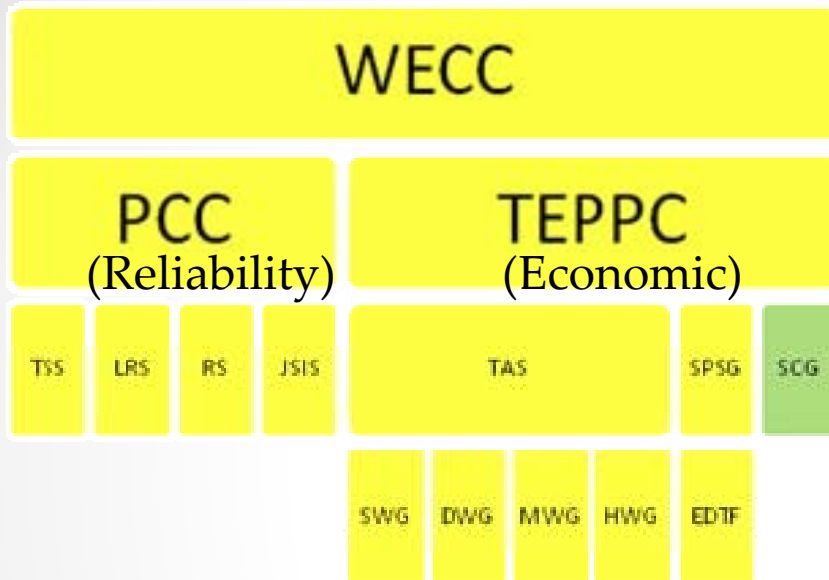 WECC
PCC TEPPC
(Reliability) (Economic)
TSS LRS RS JSIS TAS SPSG SCG
SWG DWG MWG HWG EDTF